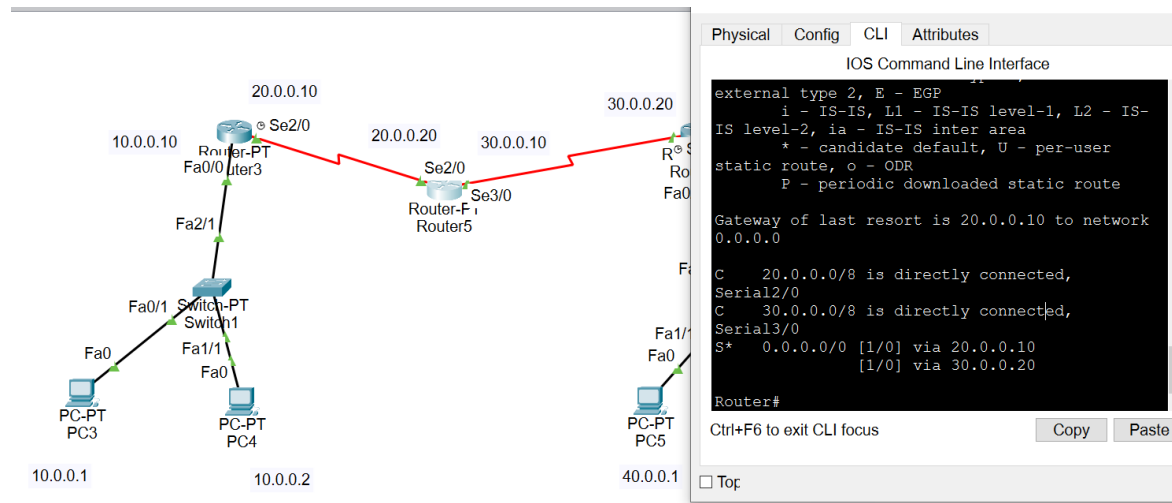 Physical Config CLI Attributes
IOS Command Line Interface
external type 2, E - EGP
i - IS-IS, L1 - IS-IS level-1, L2 - IS-
IS level-2, ia - IS-IS inter area
* - candidate default, U - per-user
static route, o - ODR
P - periodic downloaded static route
Gateway of last resort is 20.0.0.10 to network
0.0.0.0
C 20.0.0.0/8 is directly connected,
Serial2/0
C 30.0.0.0/8 is directly connected,
Serial3/0
S* 0.0.0.0/0 [1/0] via 20.0.0.10
[1/0] via 30.0.0.20
Router#
Ctrl+F6 to exit CLI focus
Copy Paste
Top
20.0.0.10
30.0.0.20
10.0.0.10
Se2/0
20.0.0.20
30.0.0.10
Router-PT
Fa0/0
Se2/0
Se3/0
Router5
Fa2/1
Fa0/1
Switch-PT
Switch1
Fa0
Fa1/1
Fa0
PC-PT
PC3
PC-PT
PC4
Fa0
PC-PT
PC5
10.0.0.1
10.0.0.2
40.0.0.1